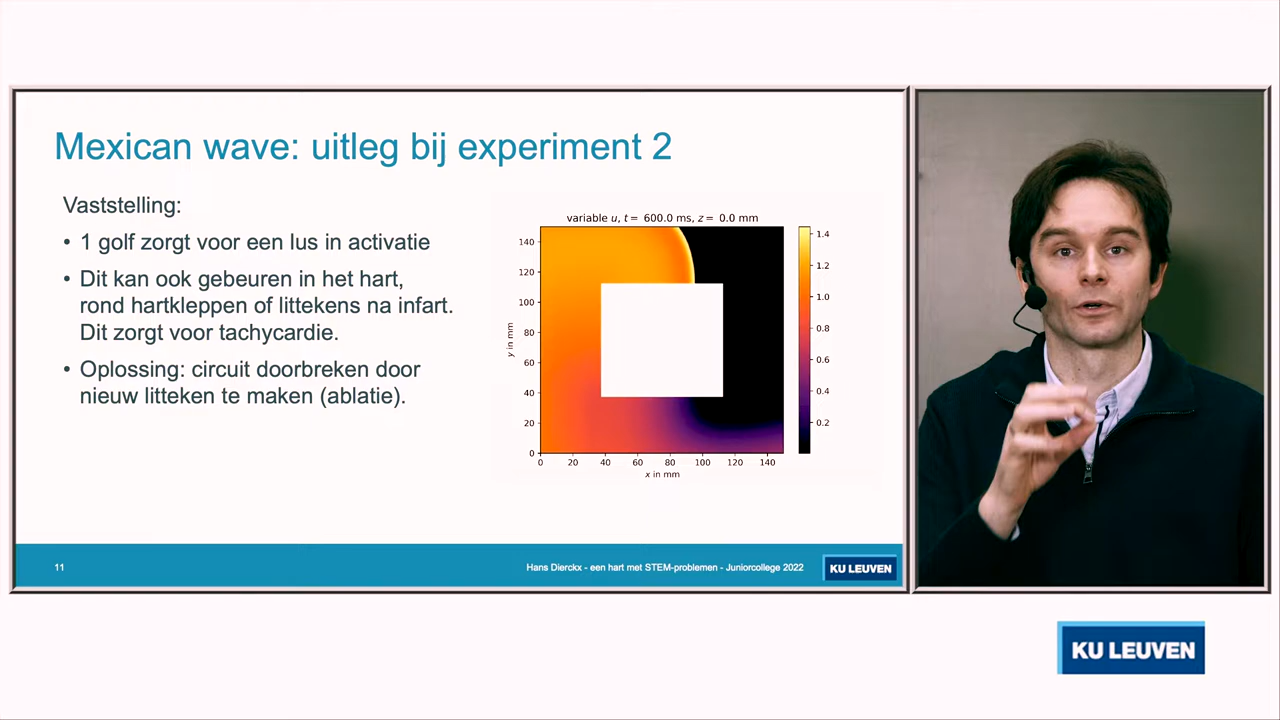 Mexican wave: uitleg bij experiment 2
Vaststelling:
• 1 golf zorgt voor een lus in activatie
• Dit kan ook gebeuren in het hart,
rond hartkleppen of littekens na infart.
Dit zorgt voor tachycardie.
• Oplossing: circuit doorbreken door
nieuw litteken te maken (ablatie).
variable u, t = 600.0 ms, z = 0.0 mm
140
120
100
80
60
40
20
0
y in mm
0 20 40 60 80 100 120 140
x in mm
1.4
1.2
1.0
0.8
0.6
0.4
0.2
11
Hans Dierckx - een hart met STEM-problemen - Juniorcollege 2022
KU LEUVEN
KU LEUVEN